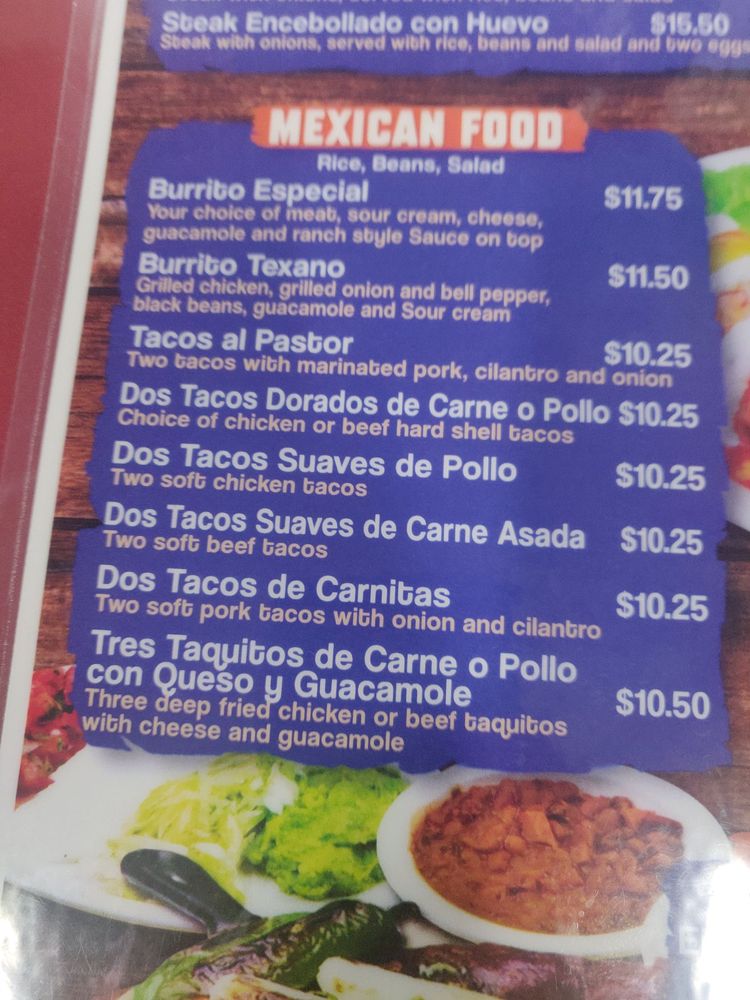 Steak Encebollado con Huevo $15.50
Steak with onions, served with rice, beans and salad and two eggs
MEXICAN FOOD
Rice, Beans, Salad
Burrito Especial $11.75
Your choice of meat, sour cream, cheese,
guacamole and ranch style Sauce on top
Burrito Texano $11.50
Grilled chicken, grilled onion and bell pepper,
black beans, guacamole and Sour cream
Tacos al Pastor $10.25
Two tacos with marinated pork, cilantro and onion
Dos Tacos Dorados de Carne o Pollo $10.25
Choice of chicken or beef hard shell tacos
Dos Tacos Suaves de Pollo $10.25
Two soft chicken tacos
Dos Tacos Suaves de Carne Asada $10.25
Two soft beef tacos
Dos Tacos de Carnitas $10.25
Two soft pork tacos with onion and cilantro
Tres Taquitos de Carne o Pollo
con Queso y Guacamole $10.50
Three deep fried chicken or beef taquitos
with cheese and guacamole